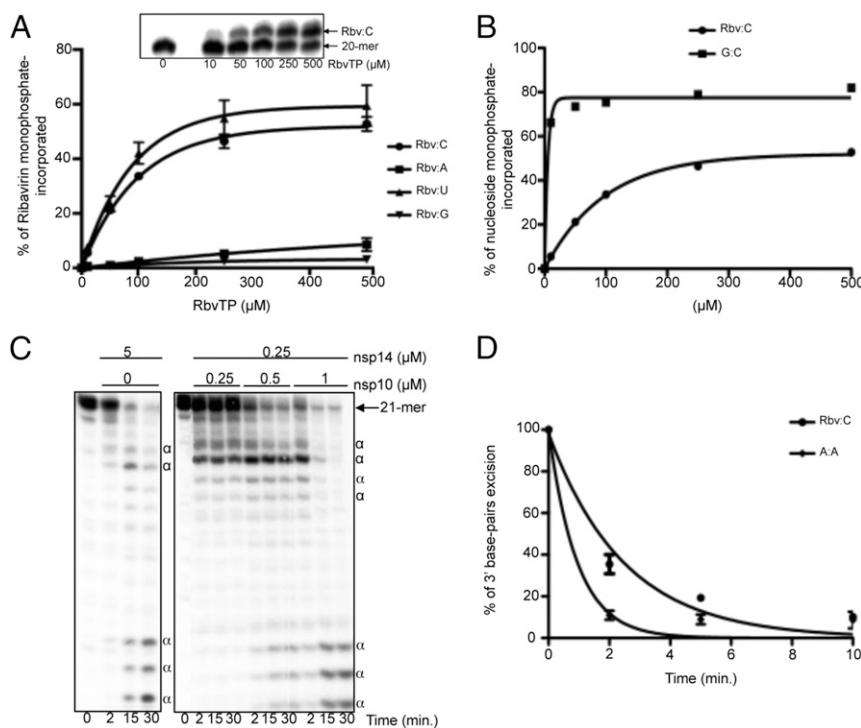 A
Rbv:C
20-mer
0 10 50 100 250 500
RbvTP (µM)
% of Ribavirin monophosphate-
incorporated
80
60
40
20
0
0 100 200 300 400 500
RbvTP (µM)
Rbv:C
Rbv:A
Rbv:U
Rbv:G
B
Rbv:C
G:C
% of nucleoside monophosphate-
incorporated
100
80
60
40
20
0
0 100 200 300 400 500
(µM)
C
5 0.25 nsp14 (µM)
0 0.25 0.5 1 nsp10 (µM)
21-mer
α
α
α
α
α
α
α
α
α
α
α
α
0 2 15 30 0 2 15 30 2 15 30 2 15 30 Time (min.)
D
Rbv:C
A:A
% of 3' base-pairs excision
100
80
60
40
20
0
0 2 4 6 8 10
Time (min.)